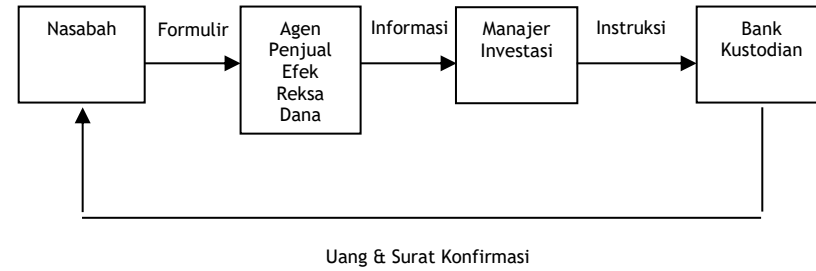 Nasabah
Formulir
Agen
Penjual
Efek
Reksa
Dana
Informasi
Manajer
Investasi
Instruksi
Bank
Kustodian
Uang & Surat Konfirmasi